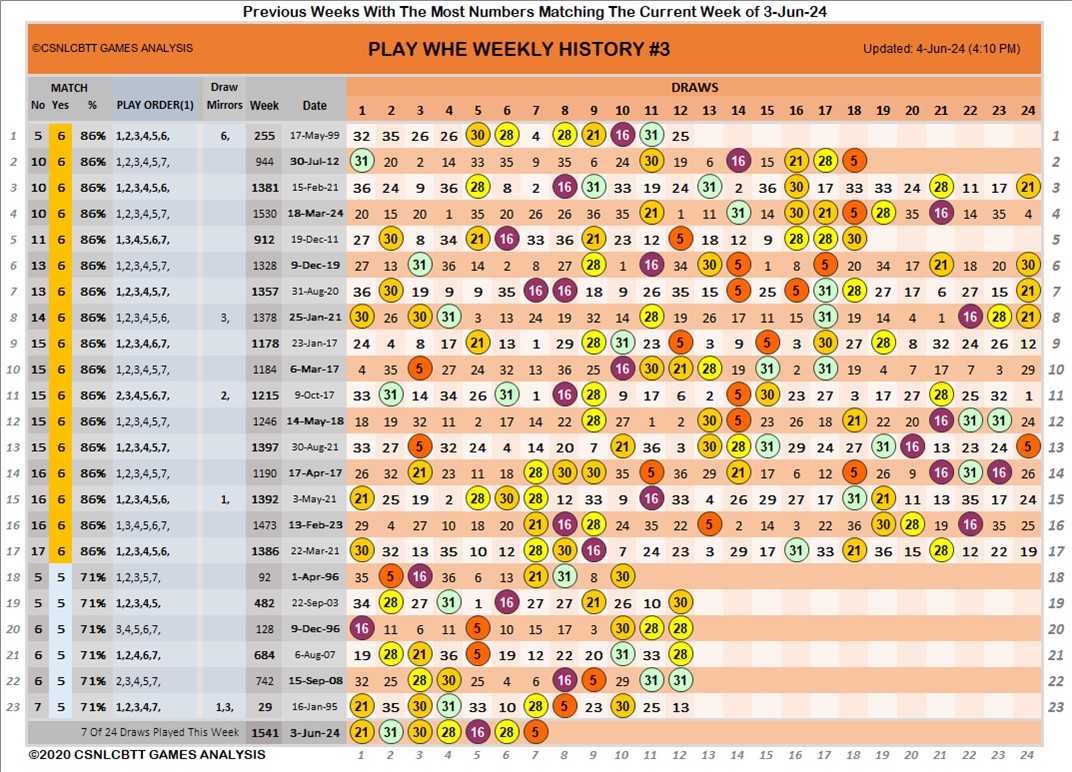 Previous Weeks With The Most Numbers Matching The Current Week of 3-Jun-24
©CSNLCBTT GAMES ANALYSIS PLAY WHE WEEKLY HISTORY #3 Updated: 4-Jun-24 (4:10 PM)
MATCH Draw DRAWS
No Yes % PLAY ORDER(1) Mirrors Week Date 1 2 3 4 5 6 7 8 9 10 11 12 13 14 15 16 17 18 19 20 21 22 23 24
1 5 6 86% 1,2,3,4,5,6, 6, 255 17-May-99 32 35 26 26 30 28 4 28 21 16 31 25 1
2 10 6 86% 1,2,3,4,5,7, 944 30-Jul-12 31 20 2 14 33 35 9 35 6 24 30 19 6 16 15 21 28 5 2
3 10 6 86% 1,2,3,4,5,6, 1381 15-Feb-21 36 24 9 36 28 8 2 16 31 33 19 24 31 2 36 30 17 33 33 24 28 11 17 21 3
4 10 6 86% 1,2,3,4,5,7, 1530 18-Mar-24 20 15 20 1 35 20 26 26 36 35 21 1 11 31 14 30 21 5 28 35 16 14 35 4 4
5 11 6 86% 1,3,4,5,6,7, 912 19-Dec-11 27 30 8 34 21 16 33 36 21 23 12 5 18 12 9 28 28 30 5
6 13 6 86% 1,2,3,4,5,7, 1328 9-Dec-19 27 13 31 36 14 2 8 27 28 1 16 34 30 5 1 8 5 20 34 17 21 18 20 30 6
7 13 6 86% 1,2,3,4,5,7, 1357 31-Aug-20 36 30 19 9 9 35 16 16 18 9 26 35 15 5 25 5 31 28 27 17 6 27 15 21 7
8 14 6 86% 1,2,3,4,5,6, 3, 1378 25-Jan-21 30 26 30 31 3 13 24 19 32 14 28 19 26 17 11 15 31 19 14 4 1 16 28 21 8
9 15 6 86% 1,2,3,4,6,7, 1178 23-Jan-17 24 4 8 17 21 13 1 29 28 31 23 5 3 9 5 3 30 27 28 8 32 24 26 12 9
10 15 6 86% 1,2,3,4,5,7, 1184 6-Mar-17 4 35 5 27 24 32 13 36 25 16 30 21 28 19 31 2 31 19 4 7 17 7 3 29 10
11 15 6 86% 2,3,4,5,6,7, 2, 1215 9-Oct-17 33 31 14 34 26 31 1 16 28 9 17 6 2 5 30 23 27 3 17 27 28 25 32 1 11
12 15 6 86% 1,2,3,4,5,7, 1246 14-May-18 18 19 32 11 2 17 14 22 28 27 1 2 30 5 23 26 18 21 22 20 16 31 31 24 12
13 15 6 86% 1,2,3,4,5,7, 1397 30-Aug-21 33 27 5 32 24 4 14 20 7 21 36 3 30 28 31 29 24 27 31 16 13 23 24 5 13
14 16 6 86% 1,2,3,4,5,7, 1190 17-Apr-17 26 32 21 23 11 18 28 30 30 35 5 36 29 21 17 6 18 5 26 9 16 31 16 26 14
15 16 6 86% 1,2,3,4,5,6, 1, 1392 3-May-21 21 25 19 2 28 30 28 12 33 9 16 33 4 26 29 27 17 31 21 11 13 35 17 24 15
16 16 6 86% 1,3,4,5,6,7, 1473 13-Feb-23 29 4 27 10 18 20 21 16 28 24 35 22 5 2 14 3 22 36 30 28 19 16 35 25 16
17 17 6 86% 1,2,3,4,5,6, 1386 22-Mar-21 30 32 13 35 10 12 28 30 16 7 24 23 3 29 17 31 33 21 36 15 28 12 22 19 17
18 5 5 71% 1,2,3,5,7, 92 1-Apr-96 35 5 16 36 6 13 21 31 8 30 18
19 5 5 71% 1,2,3,4,5, 482 22-Sep-03 34 28 27 31 1 16 27 27 21 26 10 30 19
20 6 5 71% 3,4,5,6,7, 128 9-Dec-96 16 11 6 11 5 10 15 17 3 30 28 28 20
21 6 5 71% 1,2,4,6,7, 684 6-Aug-07 19 28 21 36 5 19 12 22 20 31 33 28 21
22 6 5 71% 2,3,4,5,7, 742 15-Sep-08 32 25 28 30 25 4 6 16 5 29 31 31 22
23 7 5 71% 1,2,3,4,7, 1,3, 29 16-Jan-95 21 35 30 31 33 10 28 5 23 30 25 13 23
7 Of 24 Draws Played This Week 1541 3-Jun-24 21 31 30 28 16 28 5
©2020 CSNLCBTT GAMES ANALYSIS 1 2 3 4 5 6 7 8 9 10 11 12 13 14 15 16 17 18 19 20 21 22 23 24